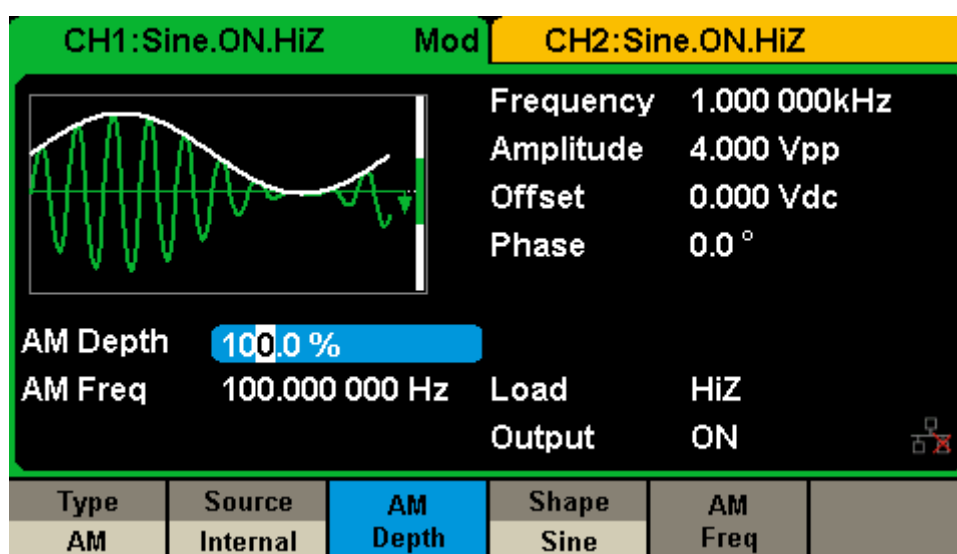 CH1:Sine.ON.HiZ Mod CH2:Sine.ON.HiZ
Frequency 1.000 000kHz
Amplitude 4.000 Vpp
Offset 0.000 Vdc
Phase 0.0 °
AM Depth 100.0 %
AM Freq 100.000 000 Hz Load HiZ
Output ON
Type Source AM Shape AM
AM Internal Depth Sine Freq